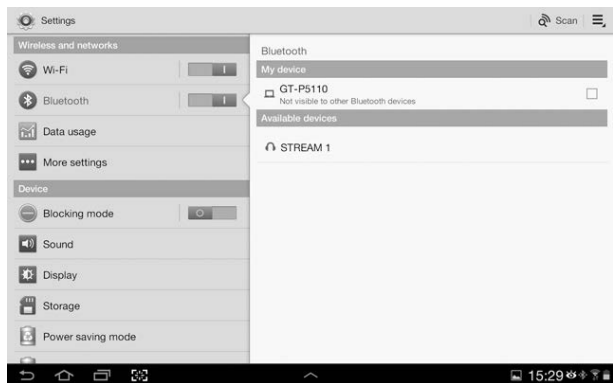 Settings
Scan
Wireless and networks
Wi-Fi
Bluetooth
Data usage
More settings
Device
Blocking mode
Sound
Display
Storage
Power saving mode
Bluetooth
My device
GT-P5110
Not visible to other Bluetooth devices
Available devices
STREAM 1
15:29